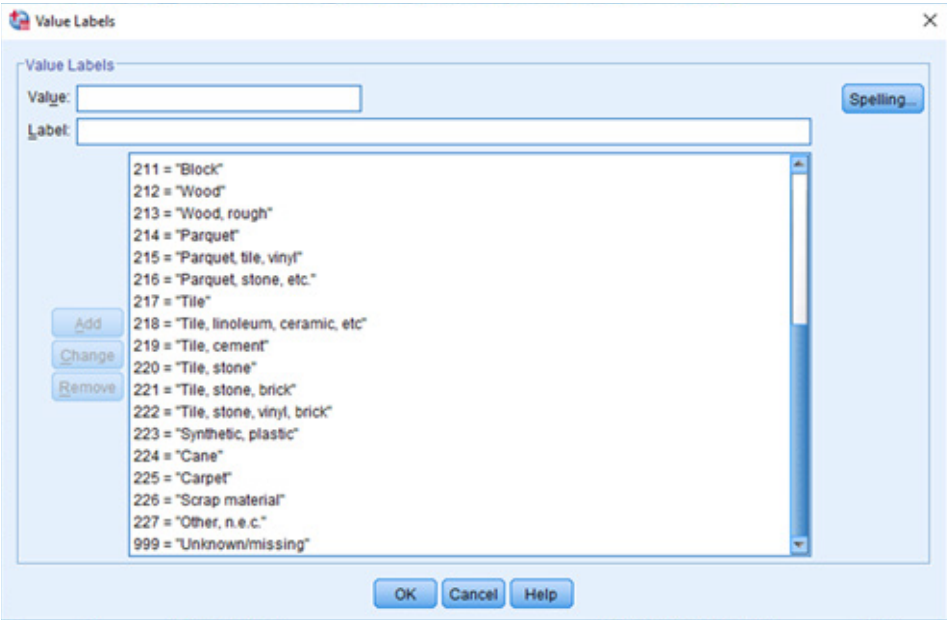 Value Labels
Value Labels
Value:
Spelling...
Label:
211 = "Block"
212 = "Wood"
213 = "Wood, rough"
214 = "Parquet"
215 = "Parquet, tile, vinyl"
216 = "Parquet, stone, etc."
217 = "Tile"
218 = "Tile, linoleum, ceramic, etc"
219 = "Tile, cement"
220 = "Tile, stone"
221 = "Tile, stone, brick"
222 = "Tile, stone, vinyl, brick"
223 = "Synthetic, plastic"
224 = "Cane"
225 = "Carpet"
226 = "Scrap material"
227 = "Other, n.e.c."
999 = "Unknown/missing"
Add
Change
Remove
OK Cancel Help